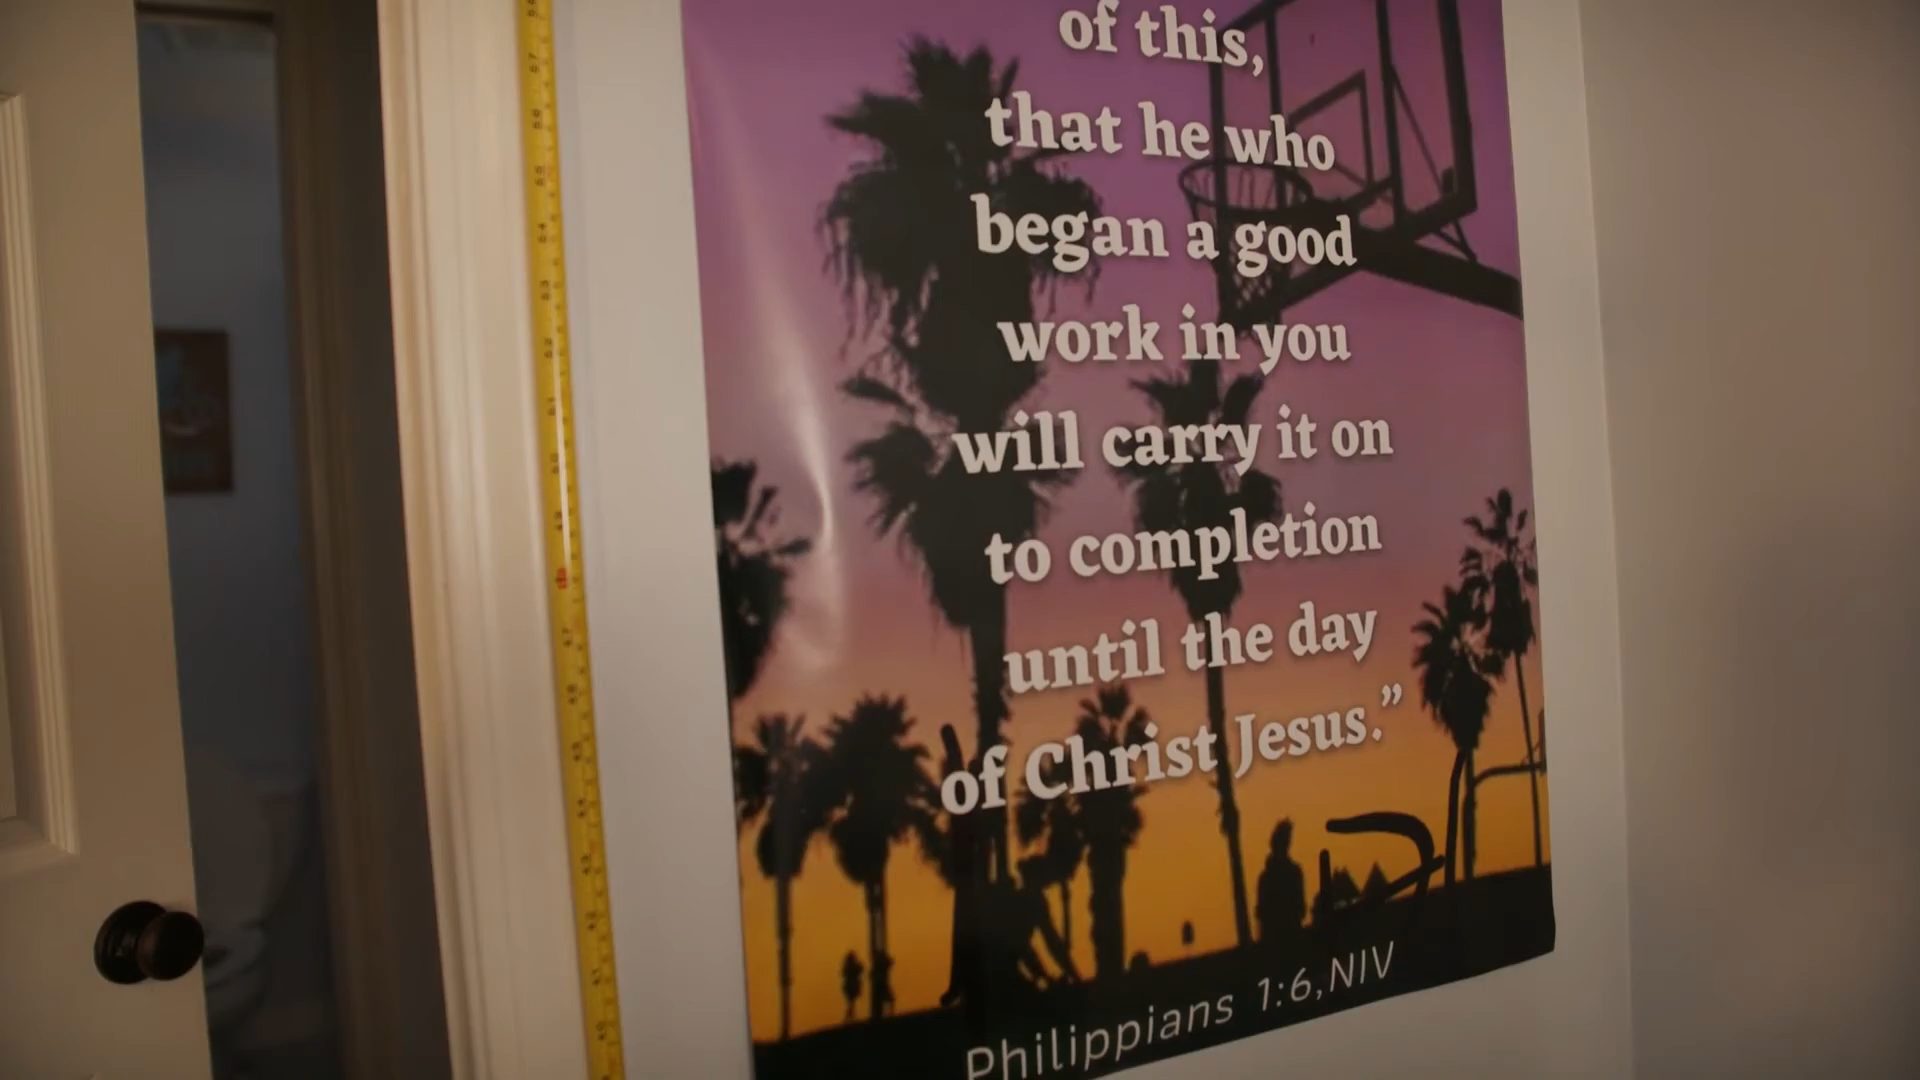 of this,
that he who
began a good
work in you
will carry it on
to completion
until the day
of Christ Jesus.”
Philippians 1:6,NIV